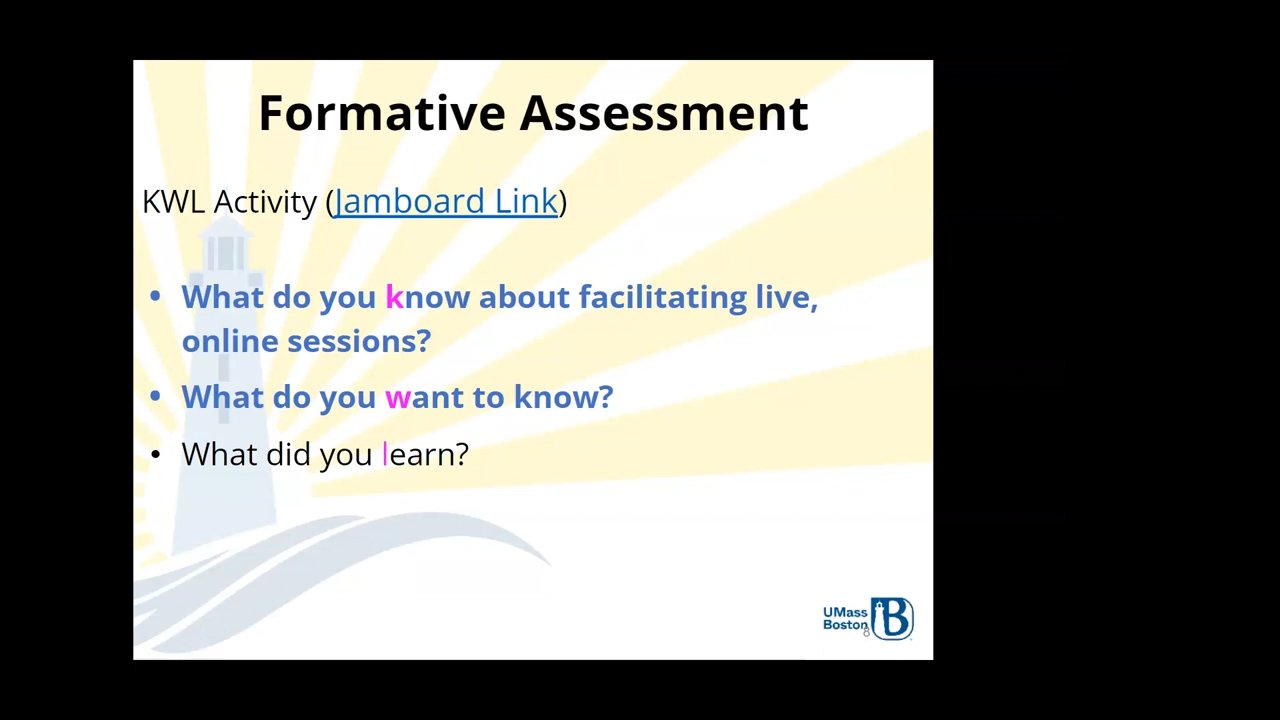 Formative Assessment
KWL Activity (Jamboard Link)
• What do you know about facilitating live,
online sessions?
• What do you want to know?
• What did you learn?
UMass
Boston
B
8